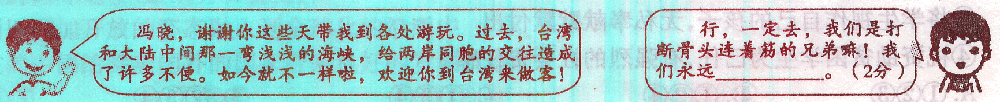 冯晓，谢谢你这些天带我到各处游玩。过去，台湾
和大陆中间那一弯浅浅的海峡，给两岸同胞的交往造成
了许多不便。如今就不一样啦，欢迎你到台湾来做客！
行，一定去，我们是打
断骨头连着筋的兄弟嘛！我
们永远____________。（2分）